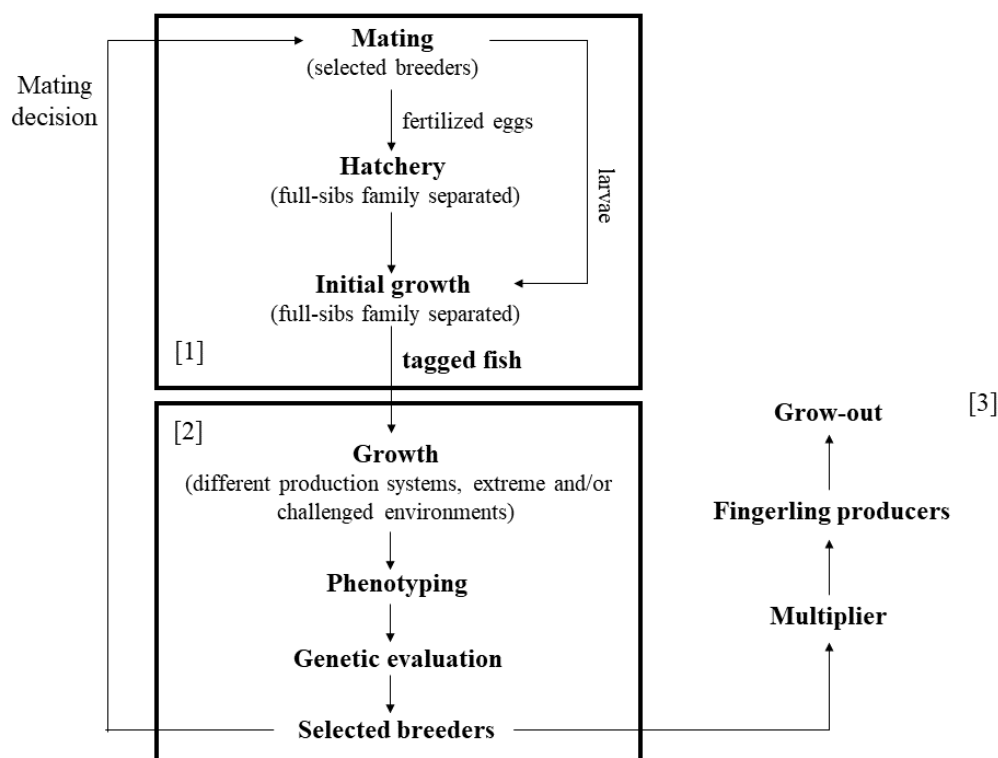 Mating
decision
Mating
(selected breeders)
fertilized eggs
Hatchery
(full-sibs family separated)
larvae
Initial growth
(full-sibs family separated)
[1]
tagged fish
[2]
Growth
(different production systems, extreme and/or
challenged environments)
Phenotyping
Genetic evaluation
Selected breeders
[3]
Grow-out
Fingerling producers
Multiplier